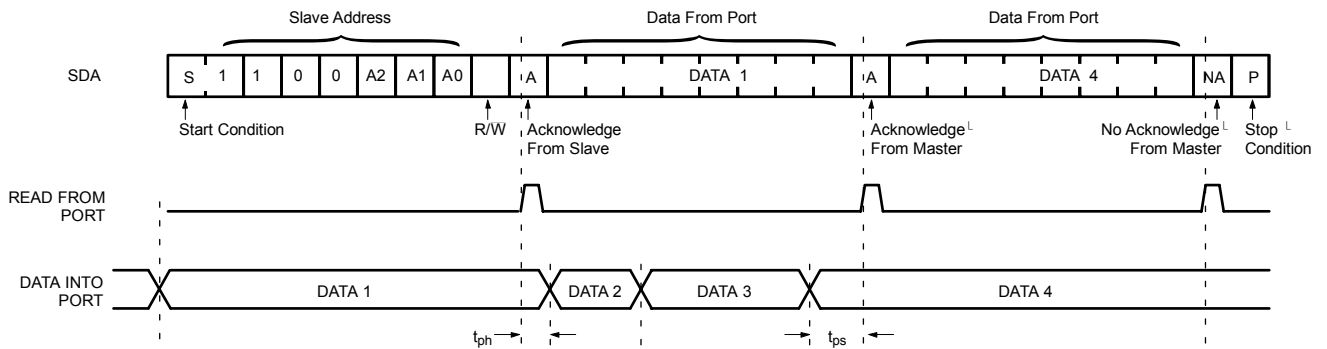 Slave Address
Data From Port
Data From Port
SDA
S 1 1 0 0 A2 A1 A0 A DATA 1 A DATA 4 NA P
Start Condition
R/W̅
Acknowledge
From Slave
Acknowledge
From Master
No Acknowledge
From Master
Stop
Condition
READ FROM
PORT
DATA INTO
PORT
DATA 1
DATA 2
DATA 3
DATA 4
tph
tps